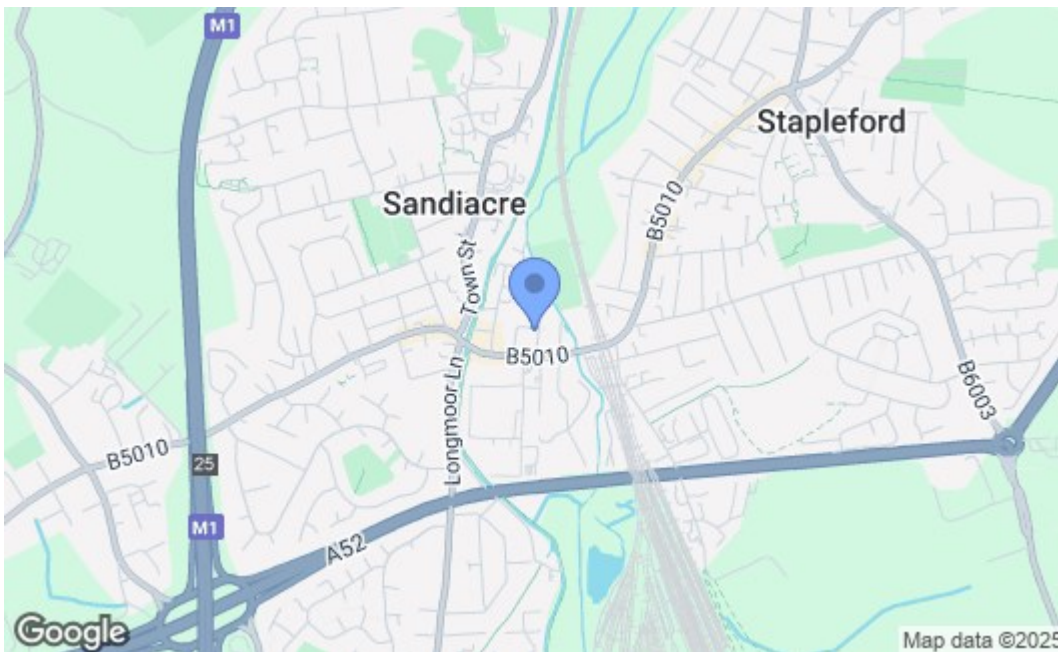 M1
Stapleford
Sandiacre
B5010
Town St
B5010
Longmoor Ln
B6003
B5010
25
M1
A52
Google
Map data ©2025